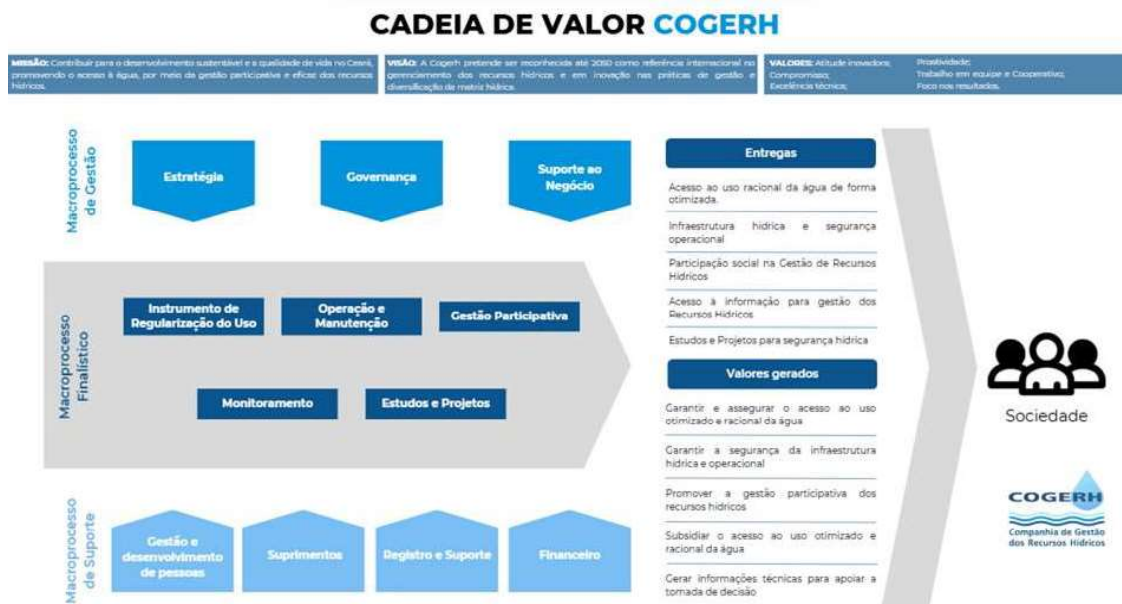 CADEIA DE VALOR COGERH
MISSÃO: Contribuir para o desenvolvimento sustentável e a qualidade de vida no Ceará,
promovendo o acesso à água, por meio da gestão participativa e eficaz dos recursos
hídricos.
VISÃO: A Cogerh pretende ser reconhecida até 2050 como referência internacional no
gerenciamento dos recursos hídricos e em inovação nas práticas de gestão e
diversificação da matriz hídrica.
VALORES: Atitude inovadora;
Compromisso;
Excelência técnica;
Proatividade;
Trabalho em equipe e Cooperativo;
Foco nos resultados.
Macroprocesso
de Gestão
Estratégia
Governança
Suporte ao
Negócio
Macroprocesso
Finalístico
Instrumento de
Regularização do Uso
Operação e
Manutenção
Gestão Participativa
Monitoramento
Estudos e Projetos
Macroprocesso
de Suporte
Gestão e
desenvolvimento
de pessoas
Suprimentos
Registro e Suporte
Financeiro
Entregas
Acesso ao uso racional da água de forma
otimizada.
Infraestrutura hídrica e segurança
operacional
Participação social na Gestão de Recursos
Hídricos
Acesso à informação para gestão dos
Recursos Hídricos
Estudos e Projetos para segurança hídrica
Valores gerados
Garantir e assegurar o acesso ao uso
otimizado e racional da água
Garantir a segurança da infraestrutura
hídrica e operacional
Promover a gestão participativa dos
recursos hídricos
Subsidiar o acesso ao uso otimizado e
racional da água
Gerar informações técnicas para apoiar a
tomada de decisão
Sociedade
COGERH
Companhia de Gestão
dos Recursos Hídricos